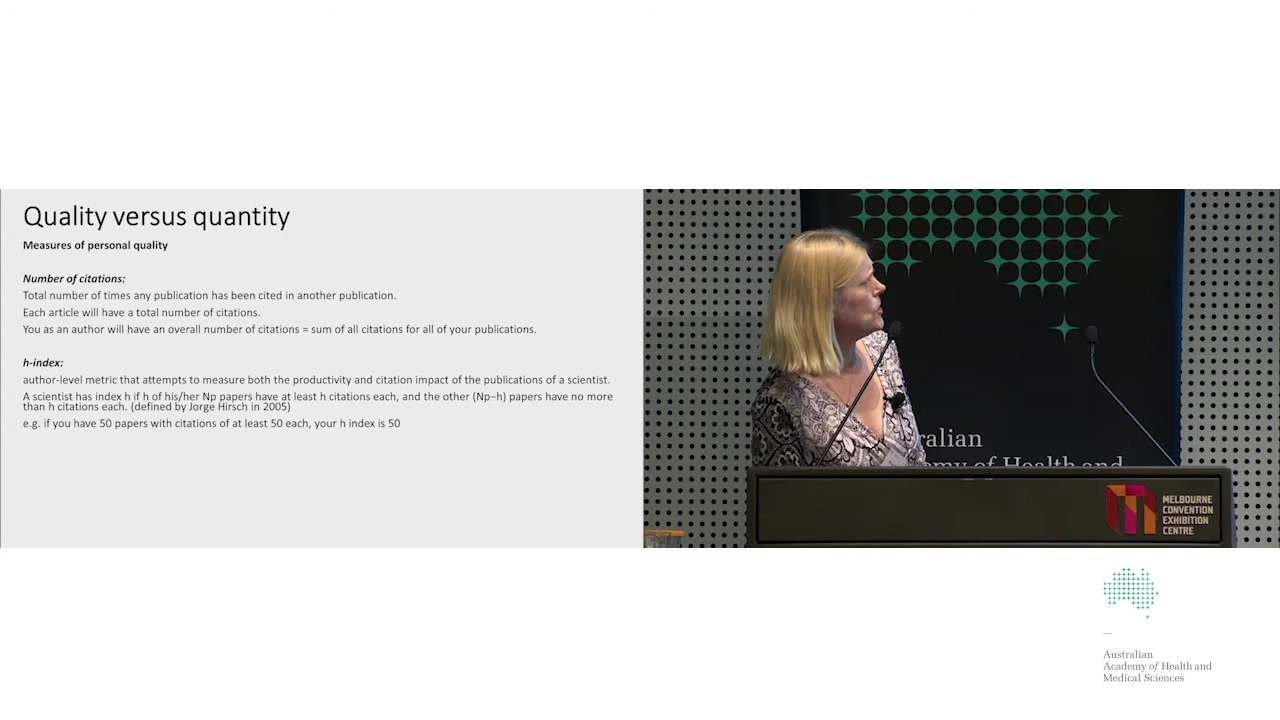 Quality versus quantity
Measures of personal quality
Number of citations:
Total number of times any publication has been cited in another publication.
Each article will have a total number of citations.
You as an author will have an overall number of citations = sum of all citations for all of your publications.
h-index:
author-level metric that attempts to measure both the productivity and citation impact of the publications of a scientist.
A scientist has index h if h of his/her Np papers have at least h citations each, and the other (Np−h) papers have no more
than h citations each. (defined by Jorge Hirsch in 2005)
e.g. if you have 50 papers with citations of at least 50 each, your h index is 50
ralian
emy of Health and
MELBOURNE
CONVENTION
EXHIBITION
CENTRE
Australian
Academy of Health and
Medical Sciences